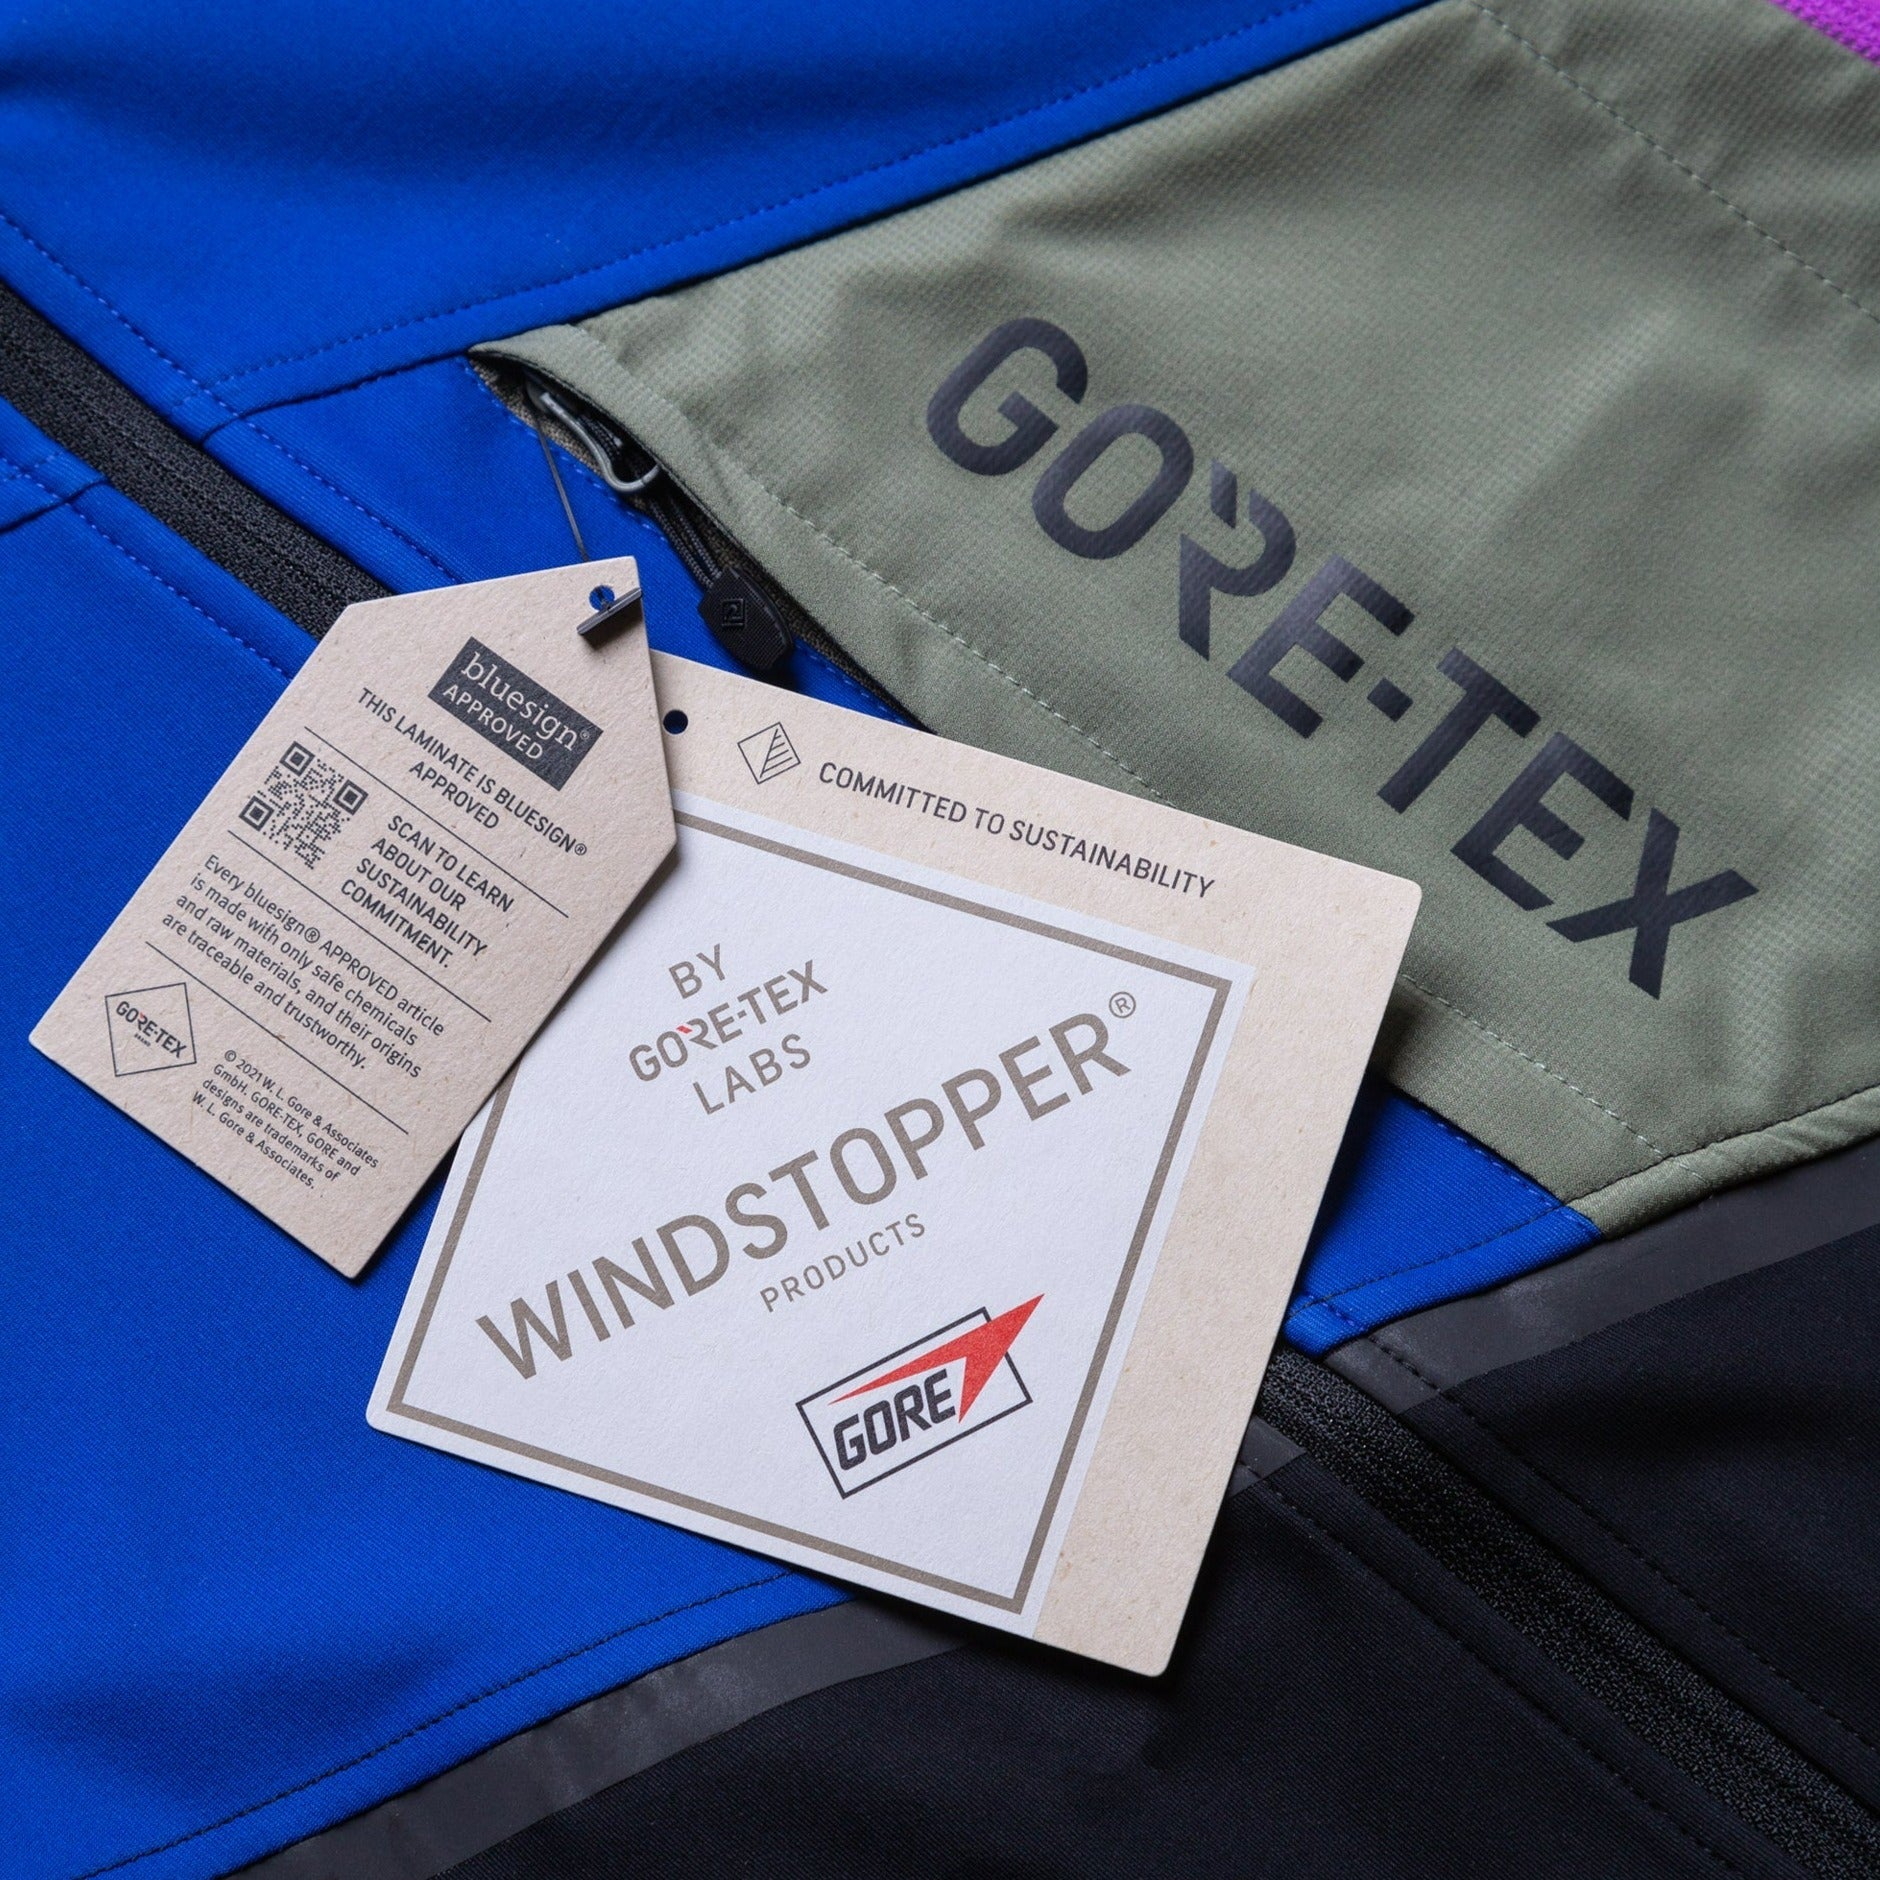 GORE-TEX
bluesign®
APPROVED
THIS LAMINATE IS BLUESIGN®
APPROVED
SCAN TO LEARN
ABOUT OUR
SUSTAINABILITY
COMMITMENT.
Every bluesign® APPROVED article
is made with only safe chemicals
and raw materials, and their origins
are traceable and trustworthy.
GORE-TEX
BRAND
© 2021 W. L. Gore & Associates
GmbH. GORE-TEX, GORE and
designs are trademarks of
W. L. Gore & Associates.
COMMITTED TO SUSTAINABILITY
BY
GORE-TEX
LABS
WINDSTOPPER®
PRODUCTS
GORE